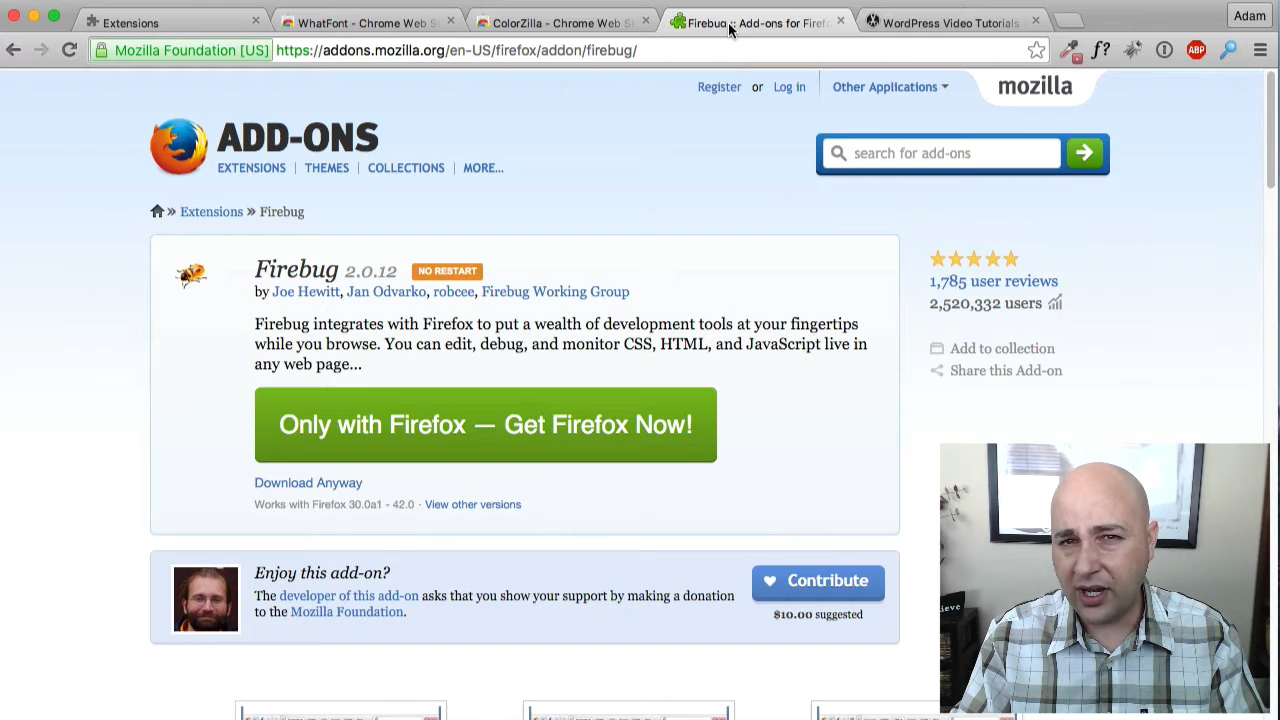 Extensions
WhatFont - Chrome Web St
ColorZilla - Chrome Web St
Firebug :: Add-ons for Firef
WordPress Video Tutorials
Adam
Mozilla Foundation [US]
https://addons.mozilla.org/en-US/firefox/addon/firebug/
f?
ABP
Register or Log in
Other Applications
mozilla
ADD-ONS
EXTENSIONS | THEMES | COLLECTIONS | MORE...
search for add-ons
» Extensions » Firebug
Firebug 2.0.12 NO RESTART
by Joe Hewitt, Jan Odvarko, robcee, Firebug Working Group
Firebug integrates with Firefox to put a wealth of development tools at your fingertips
while you browse. You can edit, debug, and monitor CSS, HTML, and JavaScript live in
any web page...
Only with Firefox — Get Firefox Now!
Download Anyway
Works with Firefox 30.0a1 - 42.0 · View other versions
1,785 user reviews
2,520,332 users
Add to collection
Share this Add-on
Enjoy this add-on?
The developer of this add-on asks that you show your support by making a donation
to the Mozilla Foundation.
Contribute
$10.00 suggested
ieve